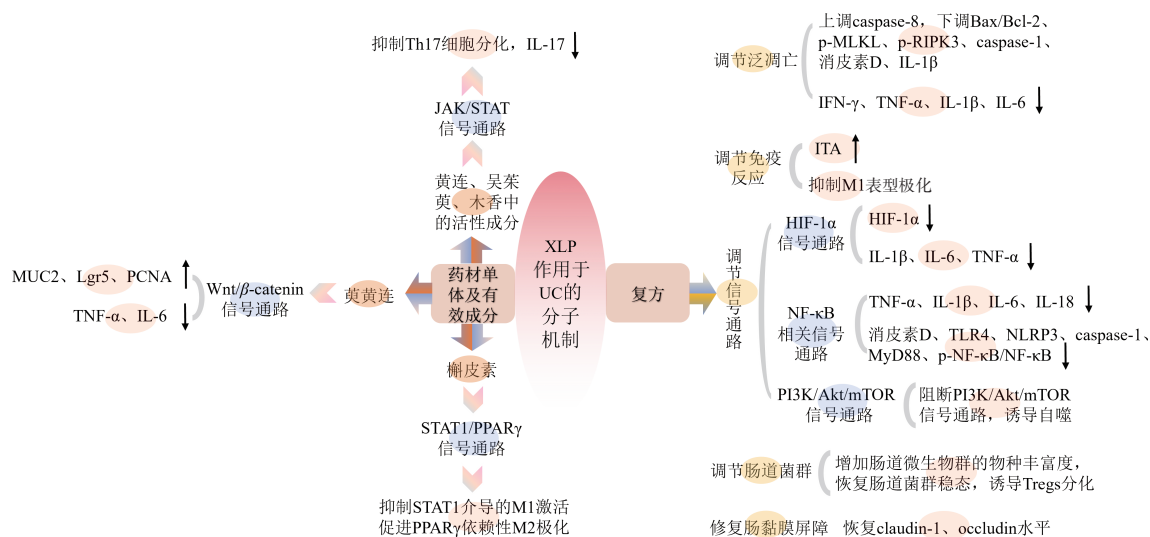 抑制Th17细胞分化，IL-17
JAK/STAT
信号通路
黄连、吴茱
萸、木香中
的活性成分
MUC2、Lgr5、PCNA
TNF-α、IL-6
Wnt/β-catenin
信号通路
萸黄连
药材单
体及有
效成分
槲皮素
STAT1/PPARγ
信号通路
抑制STAT1介导的M1激活
促进PPARγ依赖性M2极化
XLP
作用于
UC的
分子
机制
复方
调节泛凋亡
上调caspase-8，下调Bax/Bcl-2、
p-MLKL、p-RIPK3、caspase-1、
消皮素D、IL-1β
IFN-γ、TNF-α、IL-1β、IL-6
调节免疫
反应
ITA
抑制M1表型极化
调节信号通路
HIF-1α
信号通路
HIF-1α
IL-1β、IL-6、TNF-α
NF-κB
相关信号
通路
TNF-α、IL-1β、IL-6、IL-18
消皮素D、TLR4、NLRP3、caspase-1、
MyD88、p-NF-κB/NF-κB
PI3K/Akt/mTOR
信号通路
阻断PI3K/Akt/mTOR
信号通路，诱导自噬
调节肠道菌群
增加肠道微生物群的物种丰富度，
恢复肠道菌群稳态，诱导Tregs分化
修复肠黏膜屏障
恢复claudin-1、occludin水平